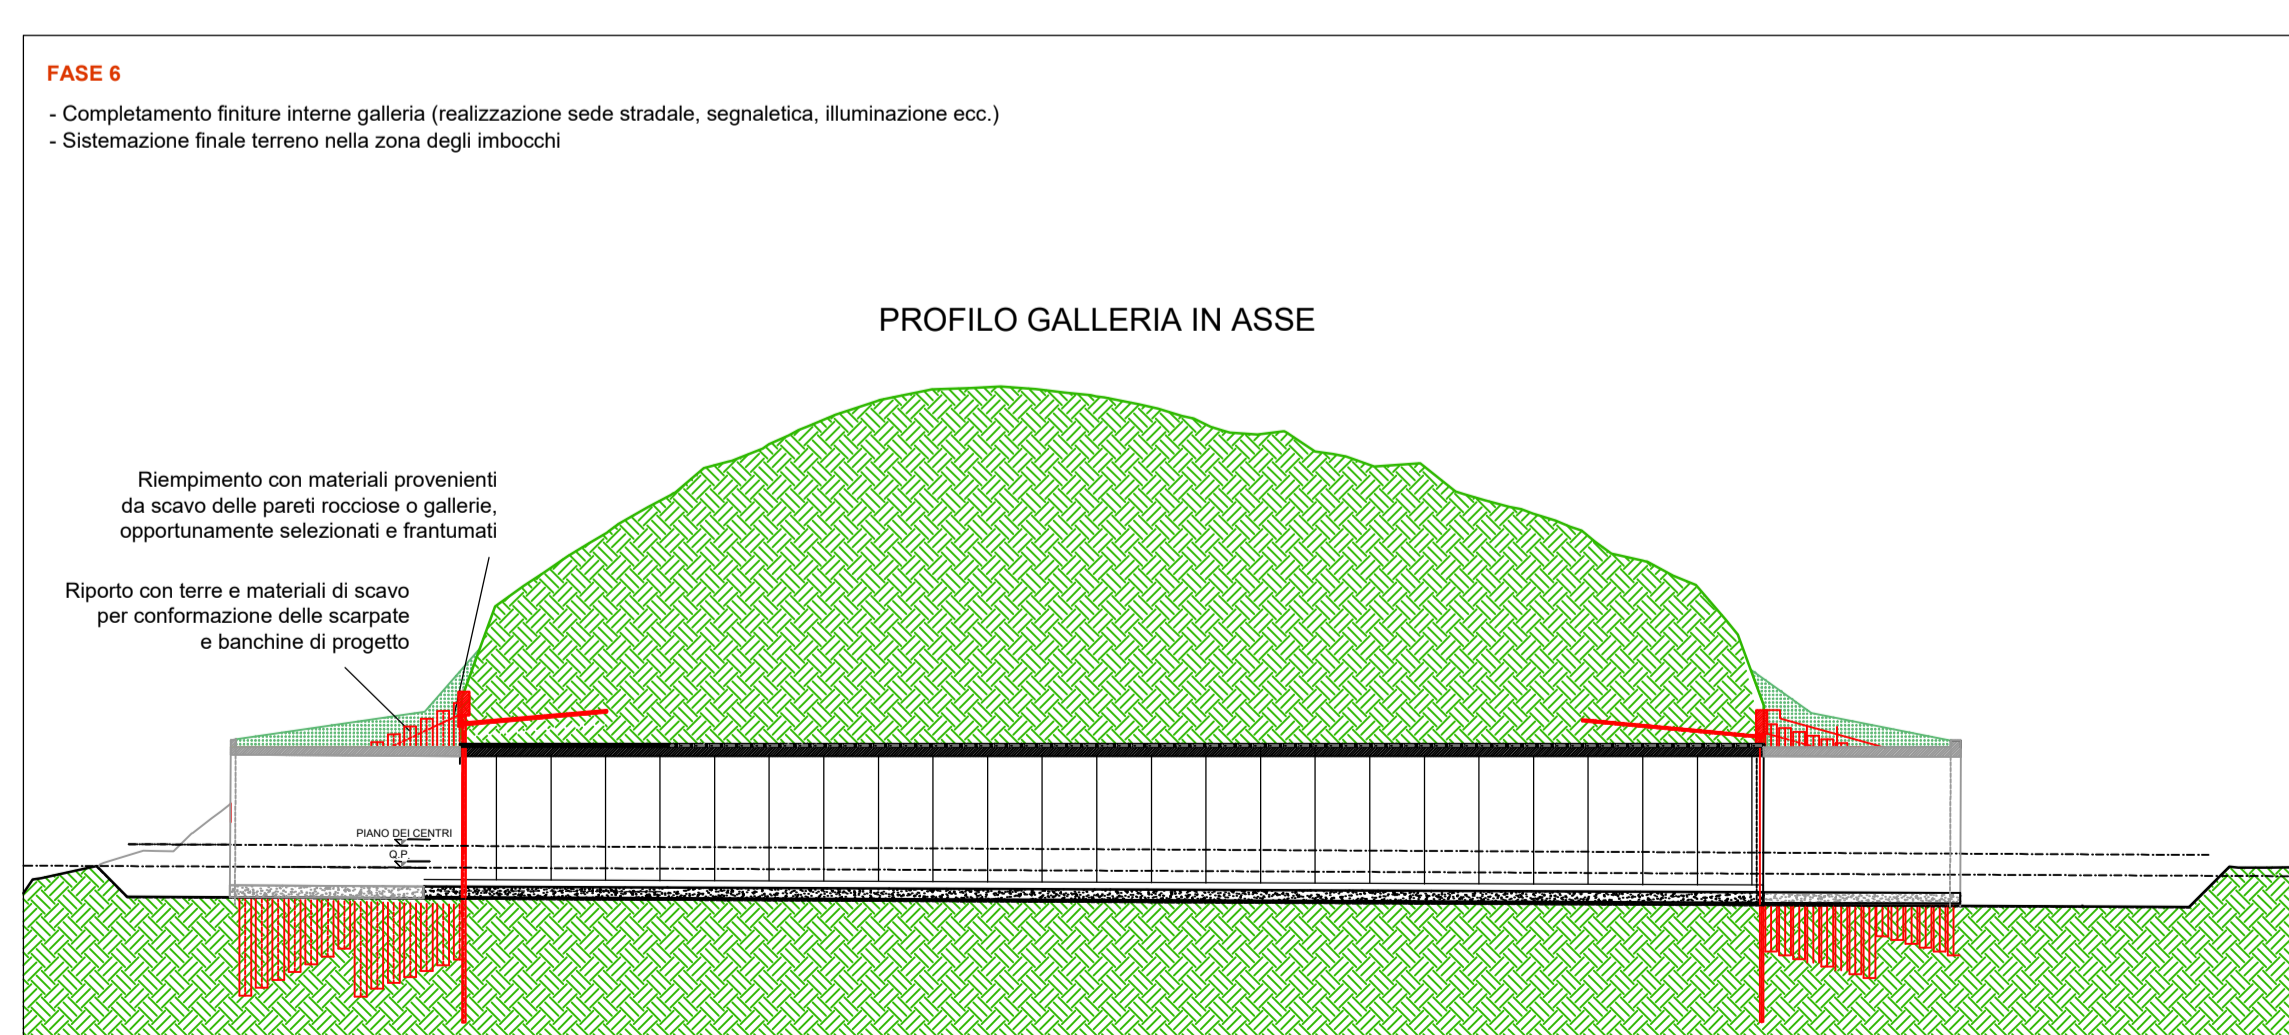 FASE 6
- Completamento finiture interne galleria (realizzazione sede stradale, segnaletica, illuminazione ecc.)
- Sistemazione finale terreno nella zona degli imbocchi
PROFILO GALLERIA IN ASSE
Riempimento con materiali provenienti
da scavo delle pareti rocciose o gallerie,
opportunamente selezionati e frantumati
Riporto con terre e materiali di scavo
per conformazione delle scarpate
e banchine di progetto
PIANO DEI CENTRI
Q.P.